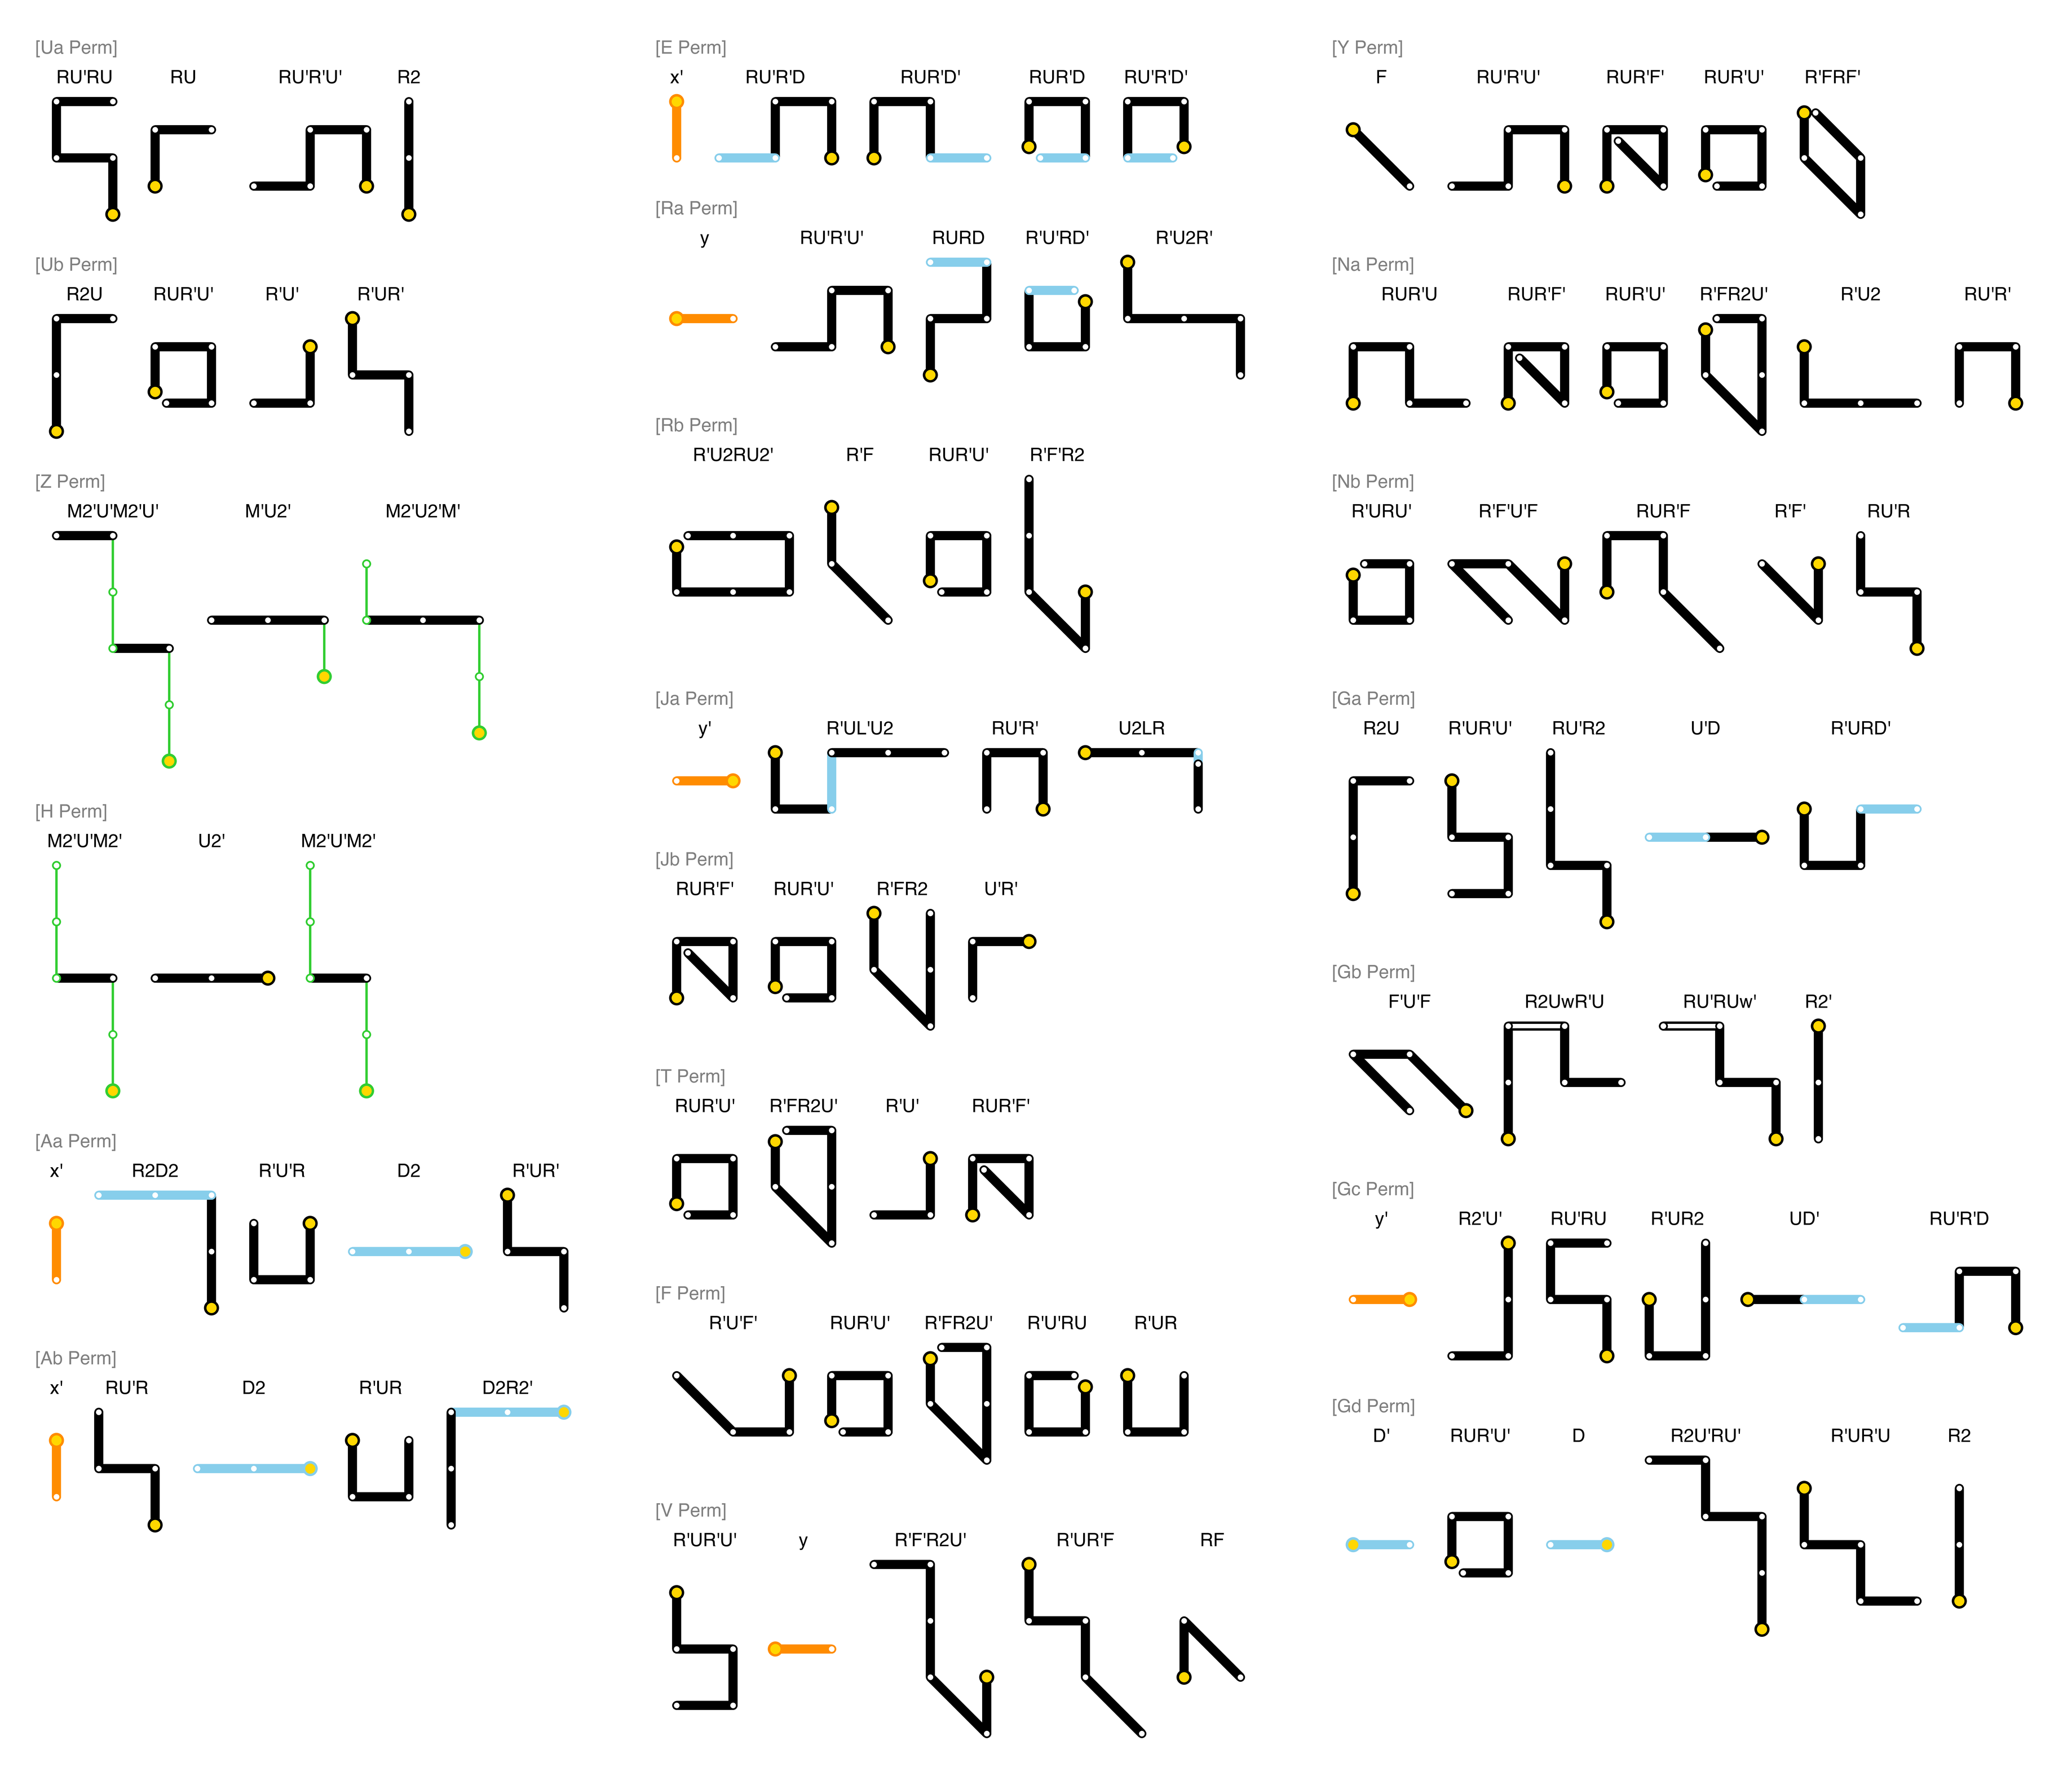 [Ua Perm]
RU'RU RU RU'R'U' R2
[Ub Perm]
R2U RUR'U' R'U' R'UR'
[Z Perm]
M2'U'M2'U' M'U2' M2'U2'M'
[H Perm]
M2'U'M2' U2' M2'U'M2'
[Aa Perm]
x' R2D2 R'U'R D2 R'UR'
[Ab Perm]
x' RU'R D2 R'UR D2R2'
[E Perm]
x' RU'R'D RUR'D' RUR'D RU'R'D'
[Ra Perm]
y RU'R'U' RURD R'U'RD' R'U2R'
[Rb Perm]
R'U2RU2' R'F RUR'U' R'F'R2
[Ja Perm]
y' R'UL'U2 RU'R' U2LR
[Jb Perm]
RUR'F' RUR'U' R'FR2 U'R'
[T Perm]
RUR'U' R'FR2U' R'U' RUR'F'
[F Perm]
R'U'F' RUR'U' R'FR2U' R'U'RU R'UR
[V Perm]
R'UR'U' y R'F'R2U' R'UR'F RF
[Y Perm]
F RU'R'U' RUR'F' RUR'U' R'FRF'
[Na Perm]
RUR'U RUR'F' RUR'U' R'FR2U' R'U2 RU'R'
[Nb Perm]
R'URU' R'F'U'F RUR'F R'F' RU'R
[Ga Perm]
R2U R'UR'U' RU'R2 U'D R'URD'
[Gb Perm]
F'U'F R2UwR'U RU'RUw' R2'
[Gc Perm]
y' R2'U' RU'RU R'UR2 UD' RU'R'D
[Gd Perm]
D' RUR'U' D R2U'RU' R'UR'U R2